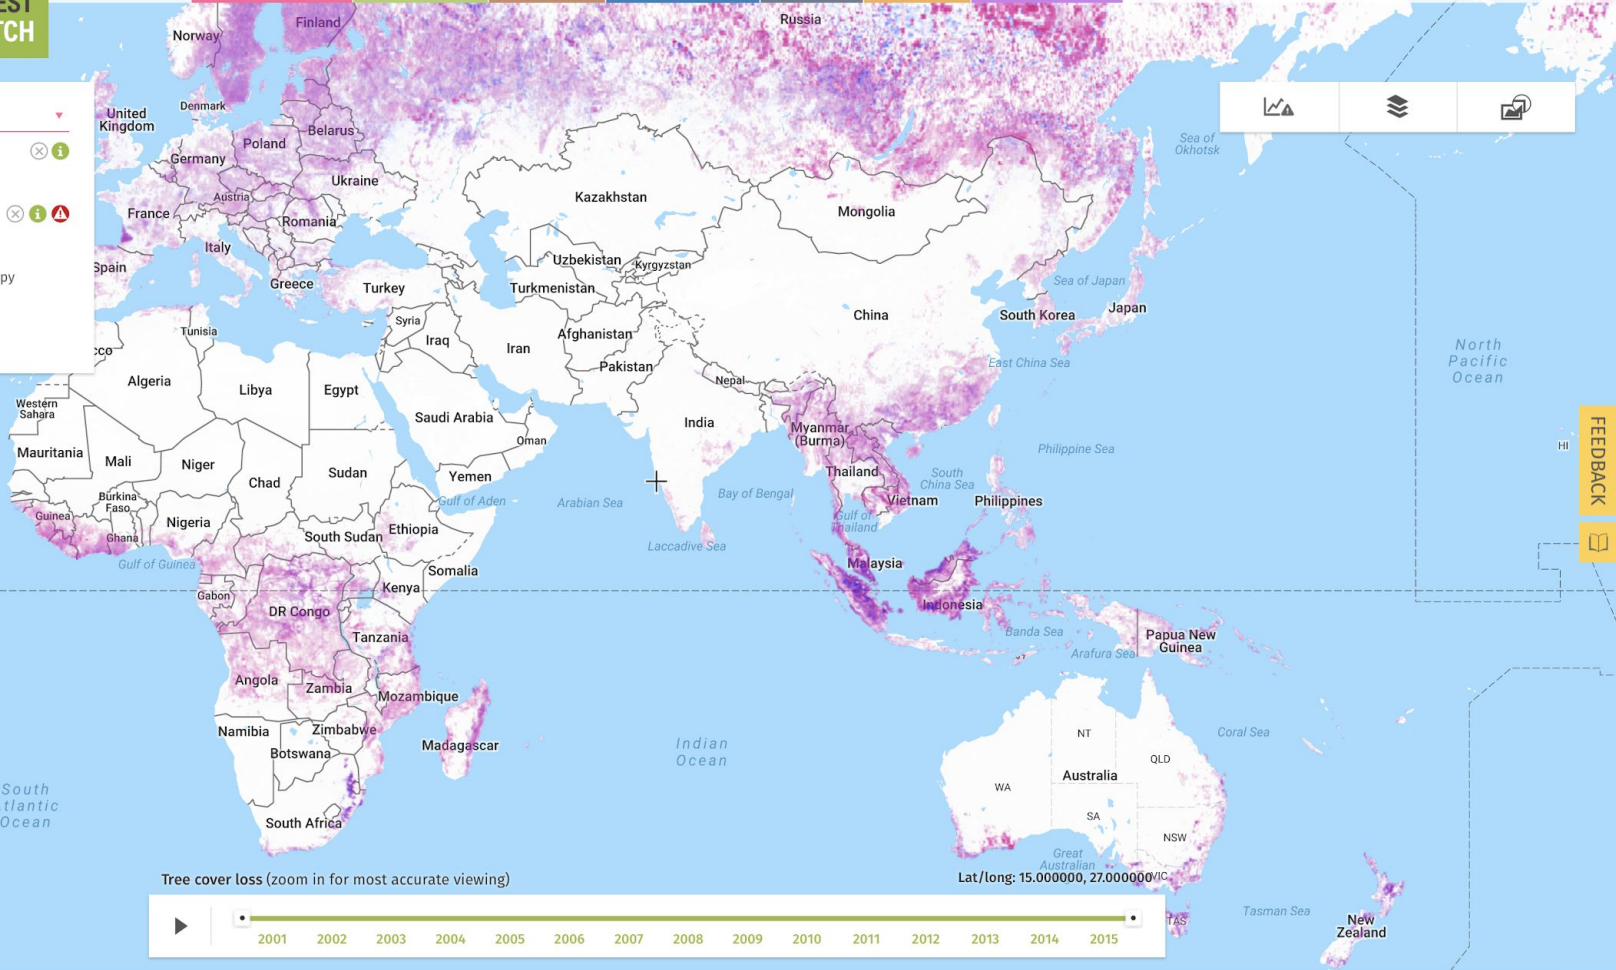 EST
TCH
py
Finland
Norway
Russia
Denmark
United
Kingdom
Belarus
Poland
Germany
Ukraine
Austria
France
Romania
Italy
Spain
Greece
Turkey
Kazakhstan
Mongolia
Uzbekistan
Kyrgyzstan
Turkmenistan
Sea of
Okhotsk
Sea of Japan
Japan
South Korea
China
East China Sea
North
Pacific
Ocean
Tunisia
Syria
Iraq
Iran
Afghanistan
Pakistan
Nepal
India
cco
Algeria
Libya
Egypt
Saudi Arabia
Oman
Yemen
Western
Sahara
Mauritania
Mali
Niger
Chad
Sudan
Burkina
Faso
Guinea
Ghana
Nigeria
South Sudan
Ethiopia
Somalia
Gulf of Aden
Arabian Sea
Bay of Bengal
Laccadive Sea
Myanmar
(Burma)
Thailand
Vietnam
Gulf of
Thailand
South
China Sea
Philippine Sea
Philippines
Malaysia
Indonesia
HI
FEEDBACK
Gulf of Guinea
Gabon
DR Congo
Kenya
Tanzania
Angola
Zambia
Mozambique
Namibia
Zimbabwe
Botswana
Madagascar
South Africa
South
tlantic
Ocean
Indian
Ocean
Banda Sea
Arafura Sea
Papua New
Guinea
Coral Sea
NT
QLD
WA
Australia
SA
NSW
Great
Australian
VIC
TAS
Tasman Sea
New
Zealand
Tree cover loss (zoom in for most accurate viewing)
Lat/long: 15.000000, 27.000000
2001 2002 2003 2004 2005 2006 2007 2008 2009 2010 2011 2012 2013 2014 2015